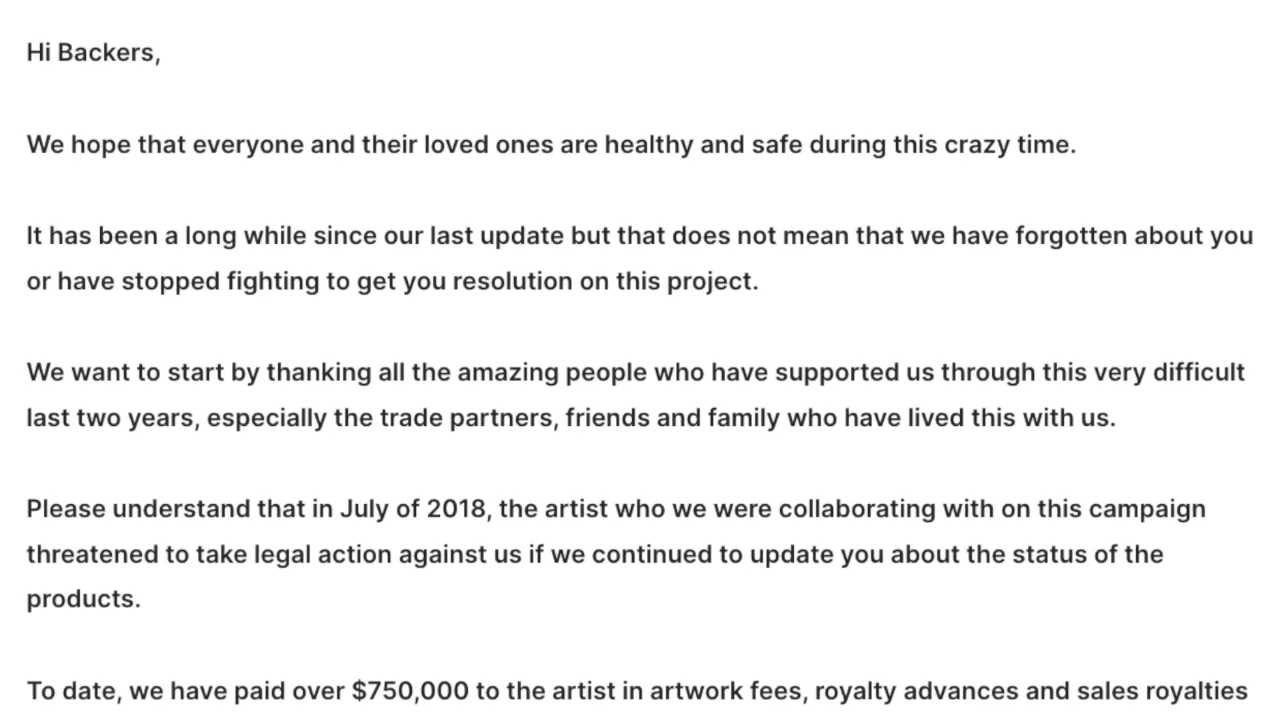 Hi Backers,
We hope that everyone and their loved ones are healthy and safe during this crazy time.
It has been a long while since our last update but that does not mean that we have forgotten about you
or have stopped fighting to get you resolution on this project.
We want to start by thanking all the amazing people who have supported us through this very difficult
last two years, especially the trade partners, friends and family who have lived this with us.
Please understand that in July of 2018, the artist who we were collaborating with on this campaign
threatened to take legal action against us if we continued to update you about the status of the
products.
To date, we have paid over $750,000 to the artist in artwork fees, royalty advances and sales royalties